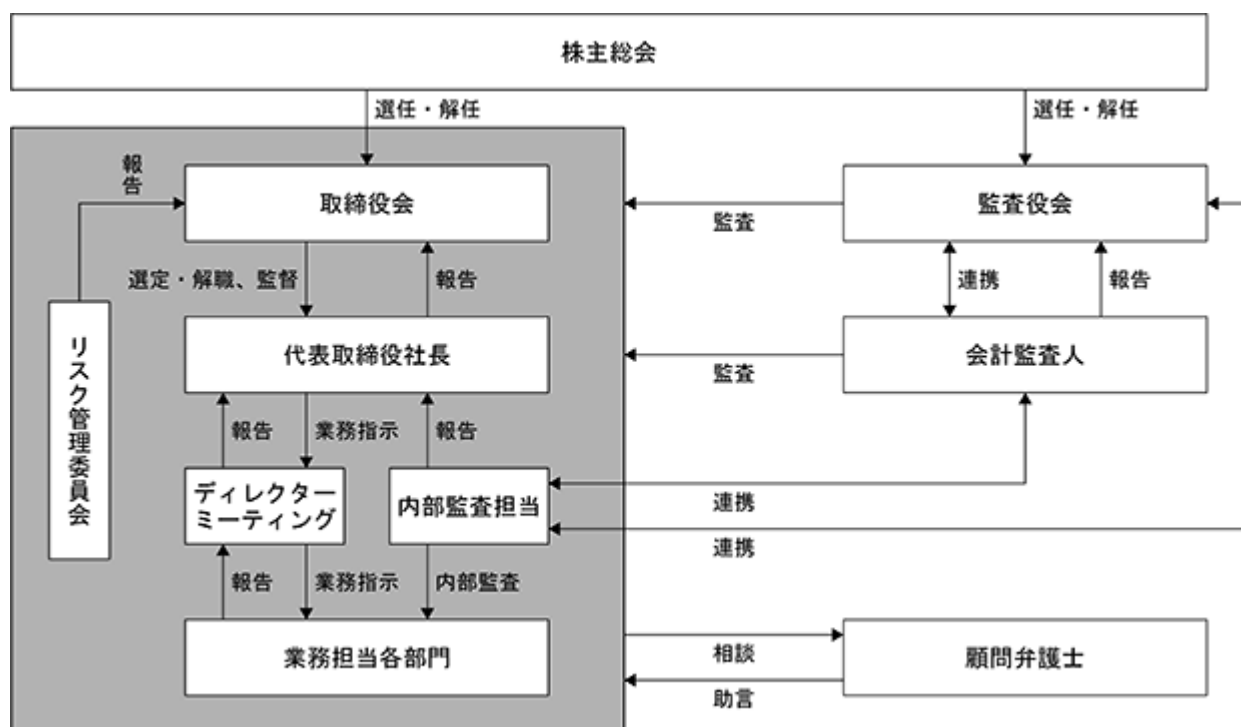 株主総会
選任・解任
選任・解任
報告
取締役会
監査
監査役会
選定・解職、監督
報告
連携
報告
リスク管理委員会
代表取締役社長
監査
会計監査人
報告
業務指示
報告
ディレクター
ミーティング
内部監査担当
連携
連携
報告
業務指示
内部監査
業務担当各部門
相談
助言
顧問弁護士